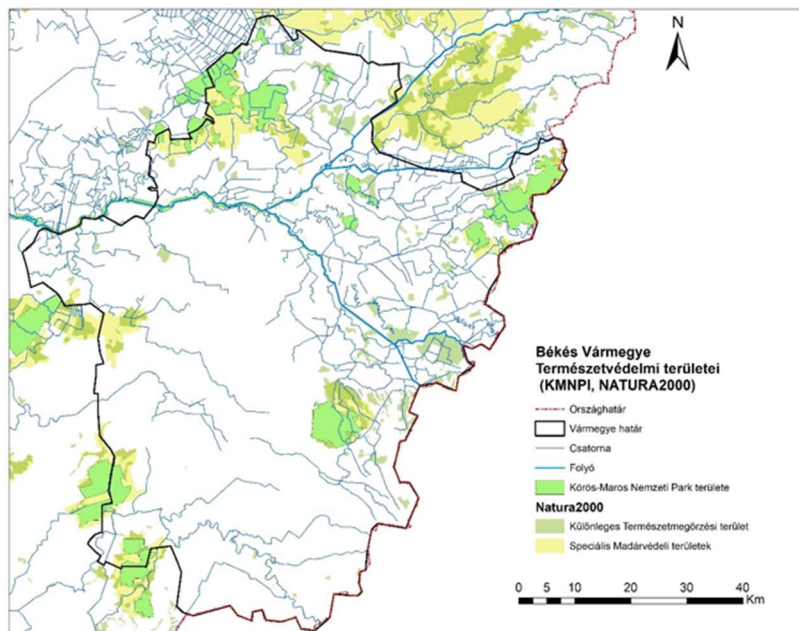 N
Békés Vármegye
Természetvédelmi területei
(KMNPI, NATURA2000)
Országhatár
Vármegye határ
Csatorna
Folyó
Körös-Maros Nemzeti Park területe
Natura2000
Különleges Természetmegörzési terület
Speciális Madárvédeli területek
0 5 10 20 30 40
Km